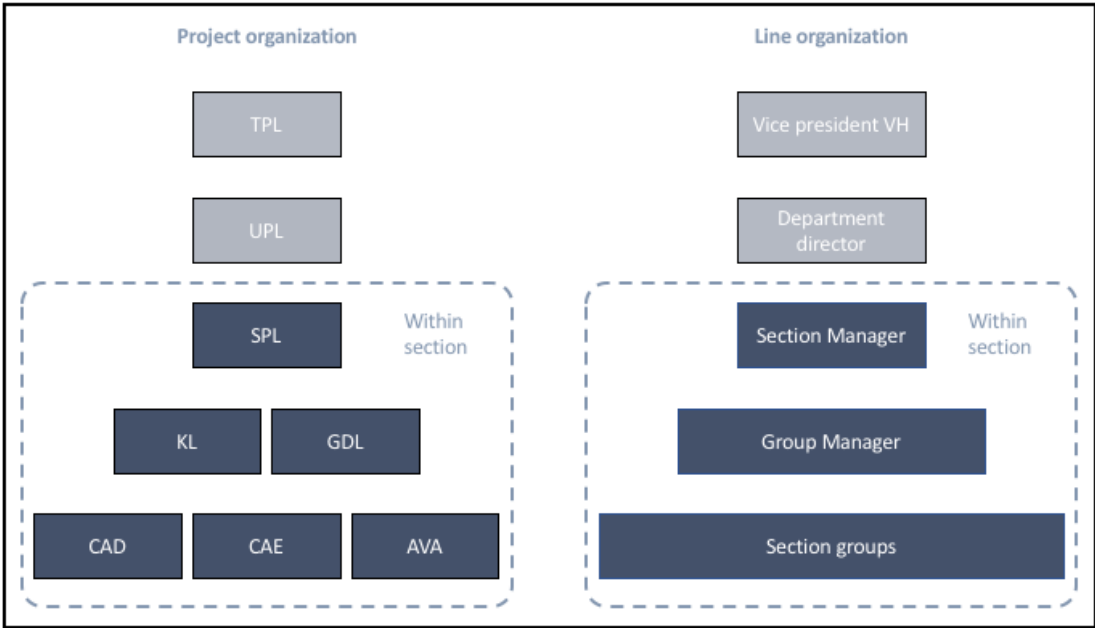 Project organization
Line organization
TPL
Vice president VH
UPL
Department
director
SPL
Within
section
Section Manager
Within
section
KL
GDL
Group Manager
CAD
CAE
AVA
Section groups